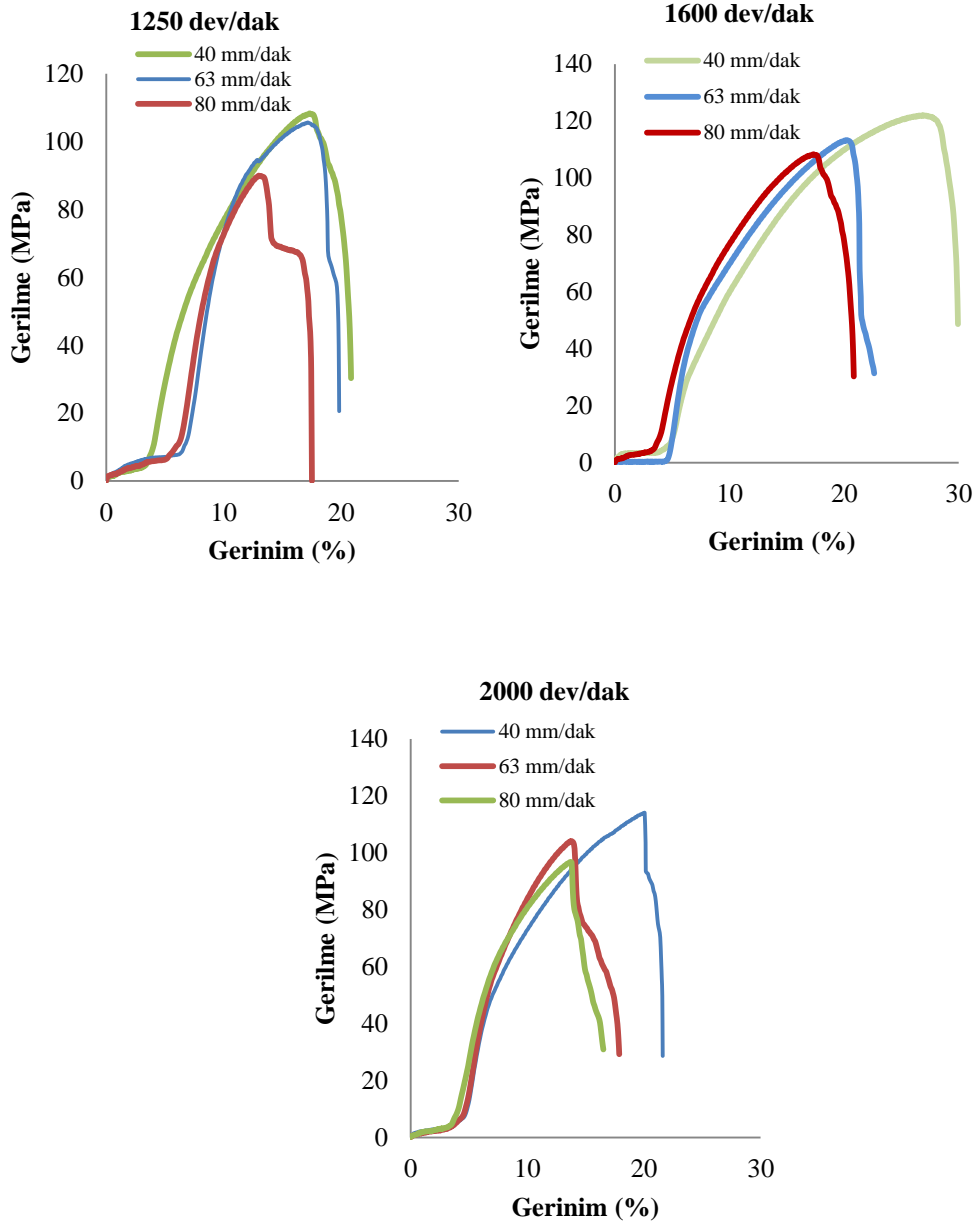 1250 dev/dak
40 mm/dak
63 mm/dak
80 mm/dak
120
100
80
60
40
20
0
Gerilme (MPa)
0 10 20 30
Gerinim (%)
1600 dev/dak
40 mm/dak
63 mm/dak
80 mm/dak
140
120
100
80
60
40
20
0
Gerilme (MPa)
0 10 20 30
Gerinim (%)
2000 dev/dak
40 mm/dak
63 mm/dak
80 mm/dak
140
120
100
80
60
40
20
0
Gerilme (MPa)
0 10 20 30
Gerinim (%)